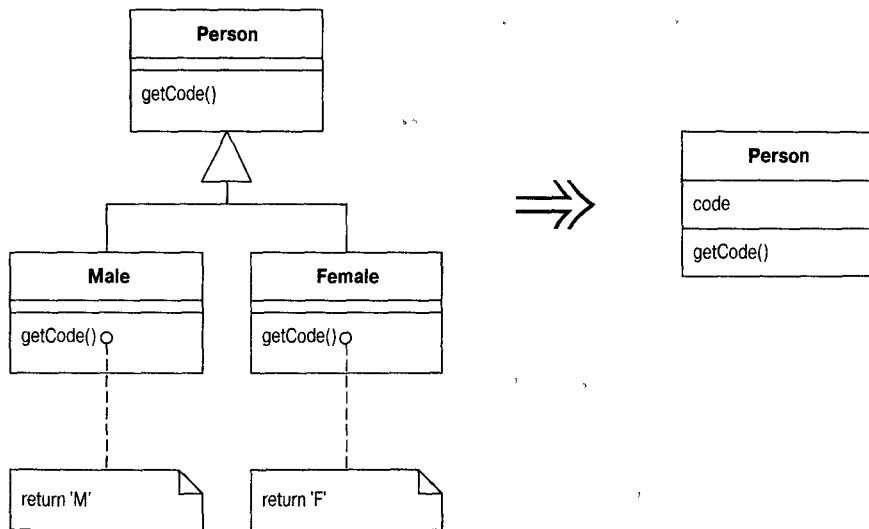 Person
getCode()
Person
code
getCode()
Male
Female
getCode()
getCode()
return 'M'
return 'F'